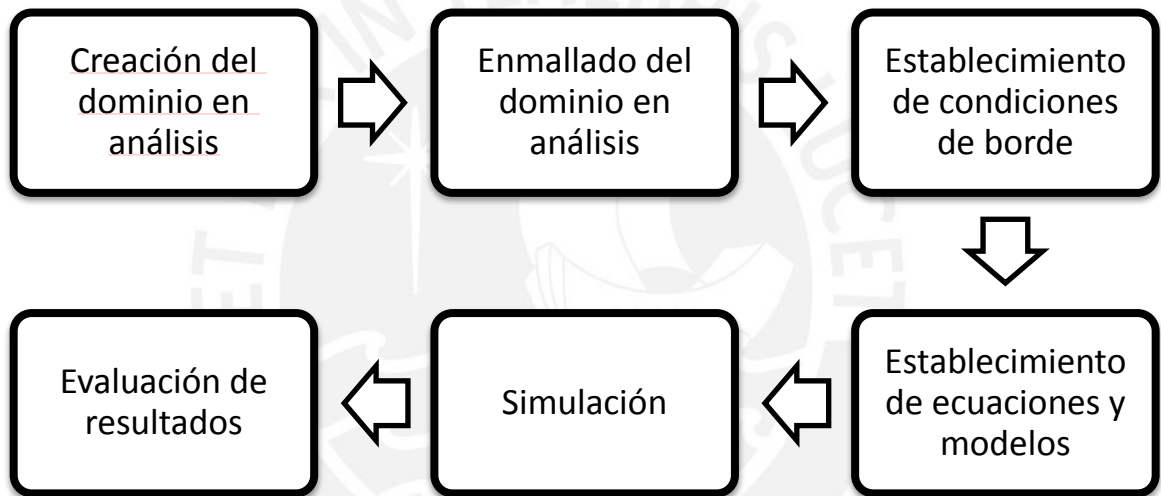 Creación del
dominio en
análisis
Enmallado del
dominio en
análisis
Establecimiento
de condiciones
de borde
Establecimiento
de ecuaciones y
modelos
Simulación
Evaluación de
resultados